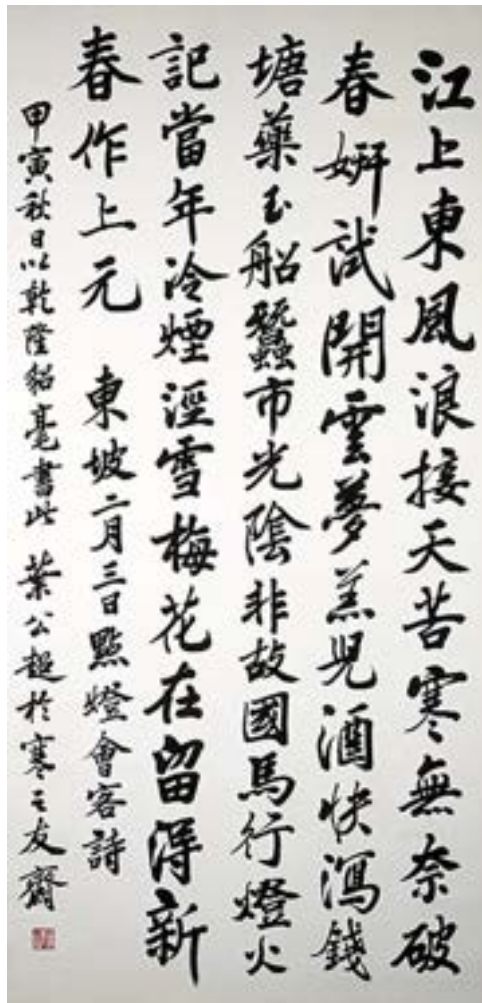 江上東風浪接天苦寒無奈破
春妍試開雲夢羔兒酒快瀉錢
塘藥玉船蠶市光陰非故國馬行燈火
記當年冷煙溼雪梅花在留得新
春作上元 東坡二月三日點燈會客詩
甲寅秋日以乾隆貂毫書此 葉公超於寒之友齋